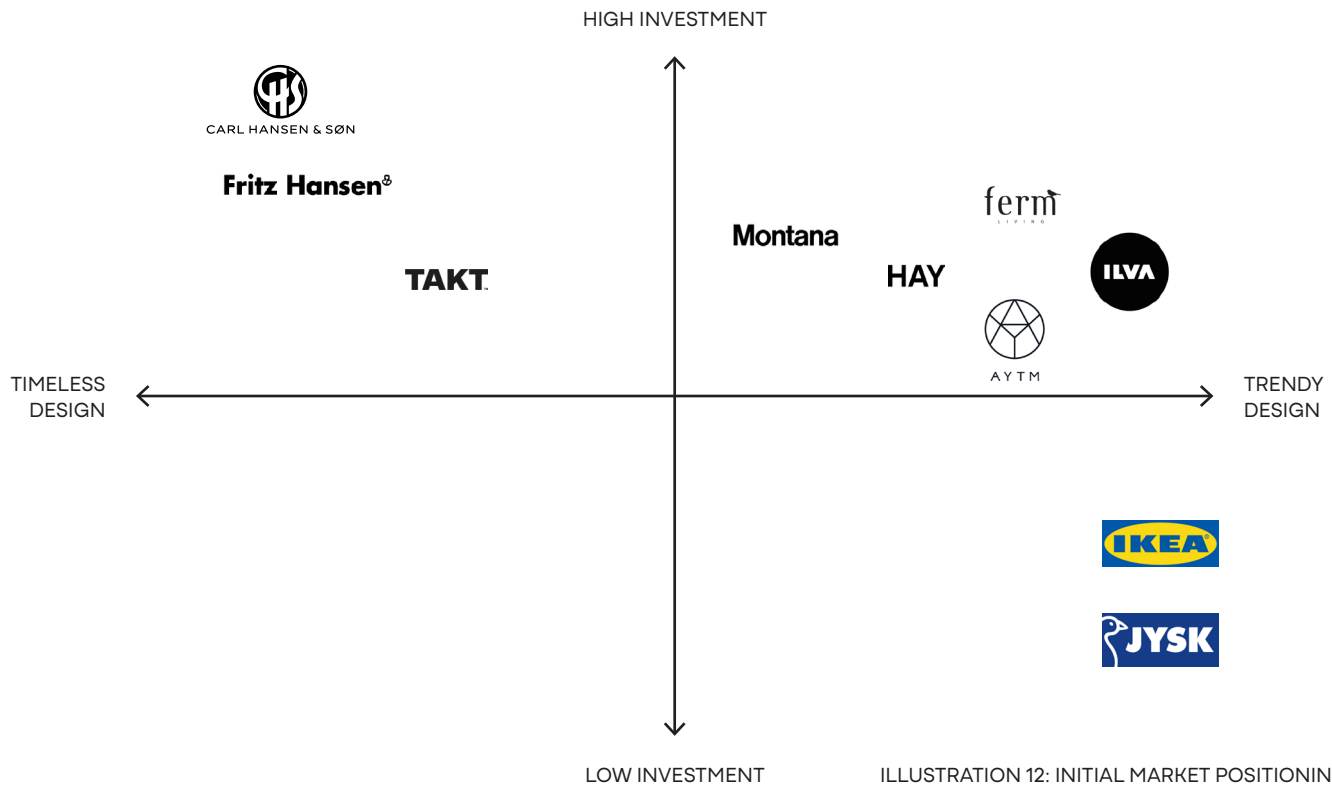 HIGH INVESTMENT
CHS
CARL HANSEN & SØN
Fritz Hansen
ferm
LIVING
Montana
ILVA
HAY
TAKT
AYTM
TIMELESS
DESIGN
TRENDY
DESIGN
IKEA
JYSK
LOW INVESTMENT
ILLUSTRATION 12: INITIAL MARKET POSITIONIN